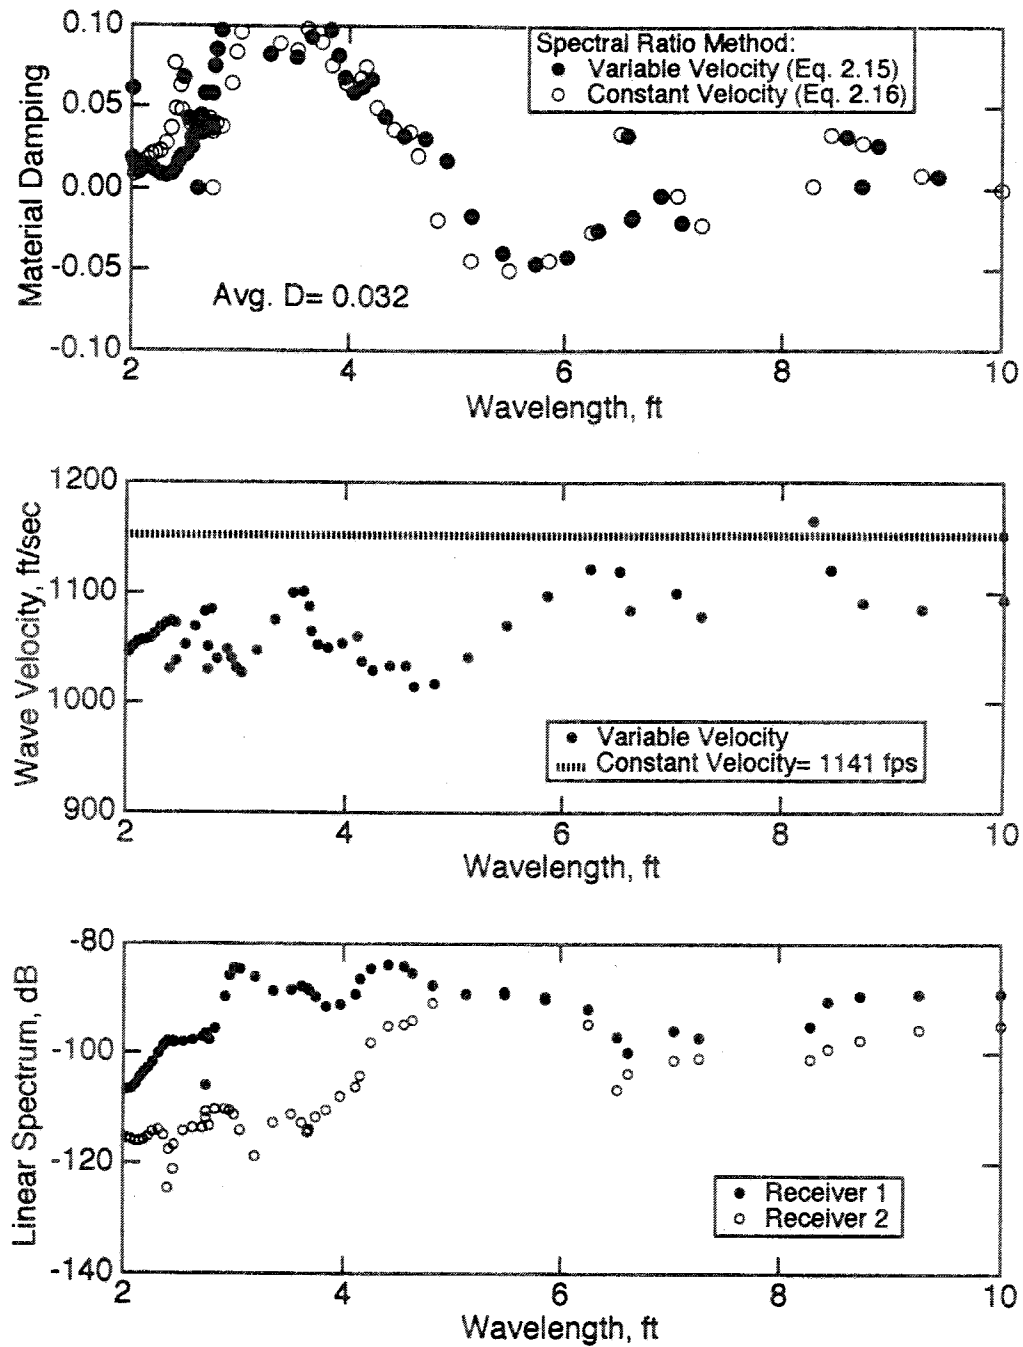 0.10
0.05
0.00
-0.05
-0.10
Material Damping
Spectral Ratio Method:
Variable Velocity (Eq. 2.15)
Constant Velocity (Eq. 2.16)
Avg. D= 0.032
2 4 6 8 10
Wavelength, ft
1200
1100
1000
900
Wave Velocity, ft/sec
Variable Velocity
Constant Velocity= 1141 fps
2 4 6 8 10
Wavelength, ft
-80
-100
-120
-140
Linear Spectrum, dB
Receiver 1
Receiver 2
2 4 6 8 10
Wavelength, ft